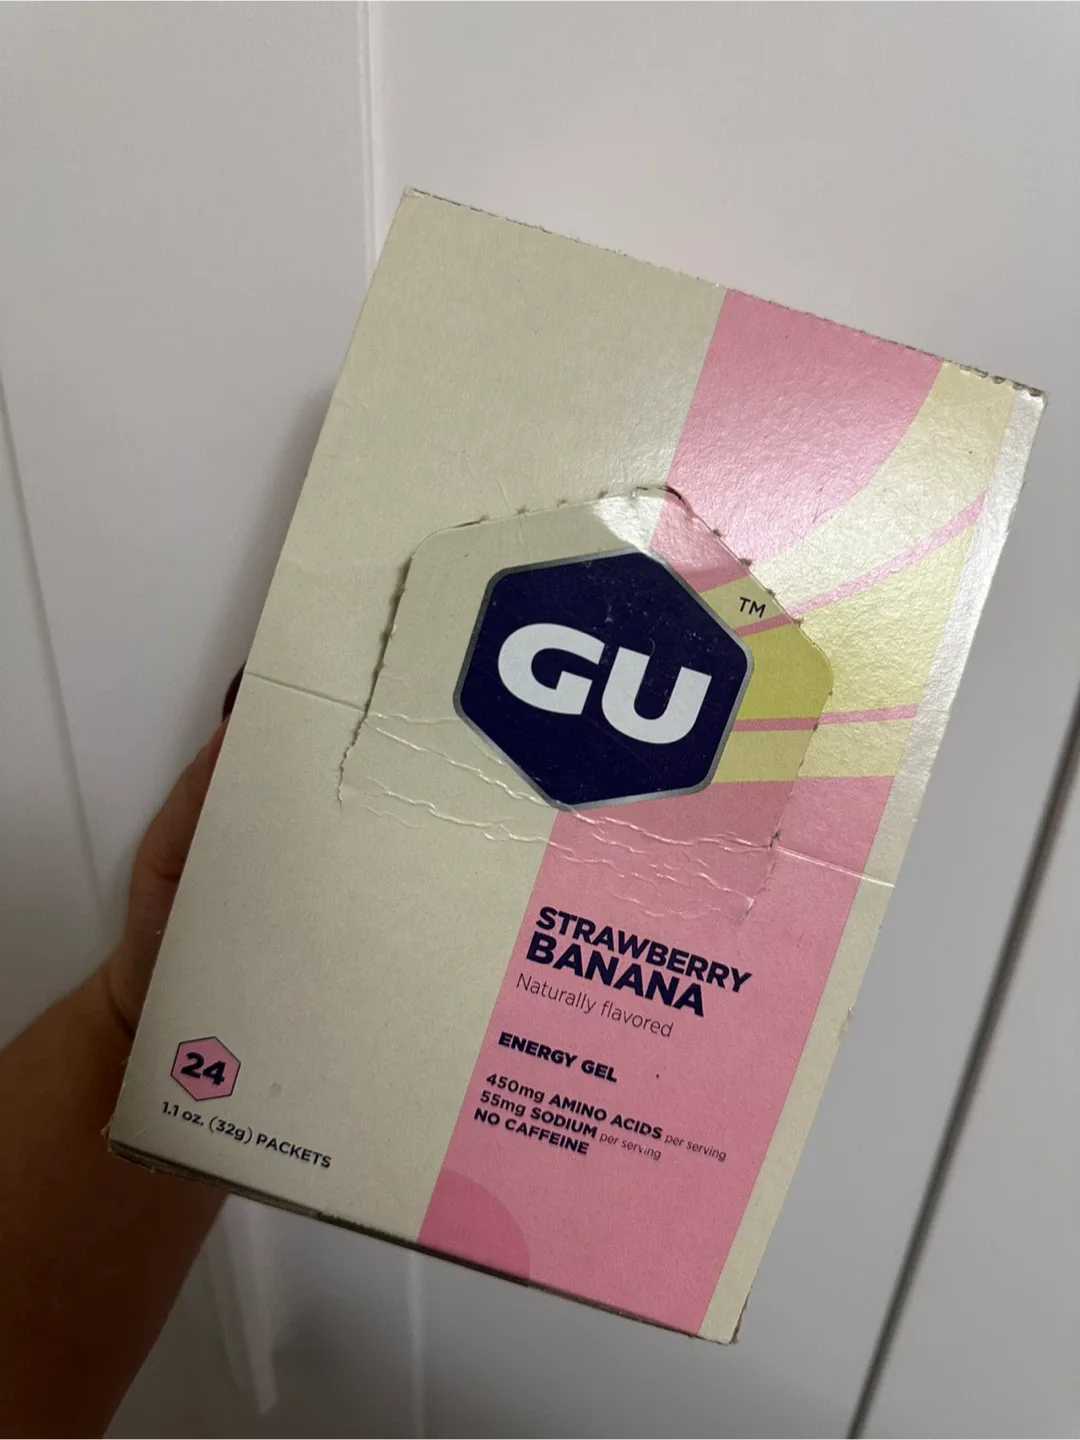 GU
TM
STRAWBERRY
BANANA
Naturally flavored
ENERGY GEL
450mg AMINO ACIDS per serving
55mg SODIUM per serving
NO CAFFEINE
24
1.1 oz. (32g) PACKETS